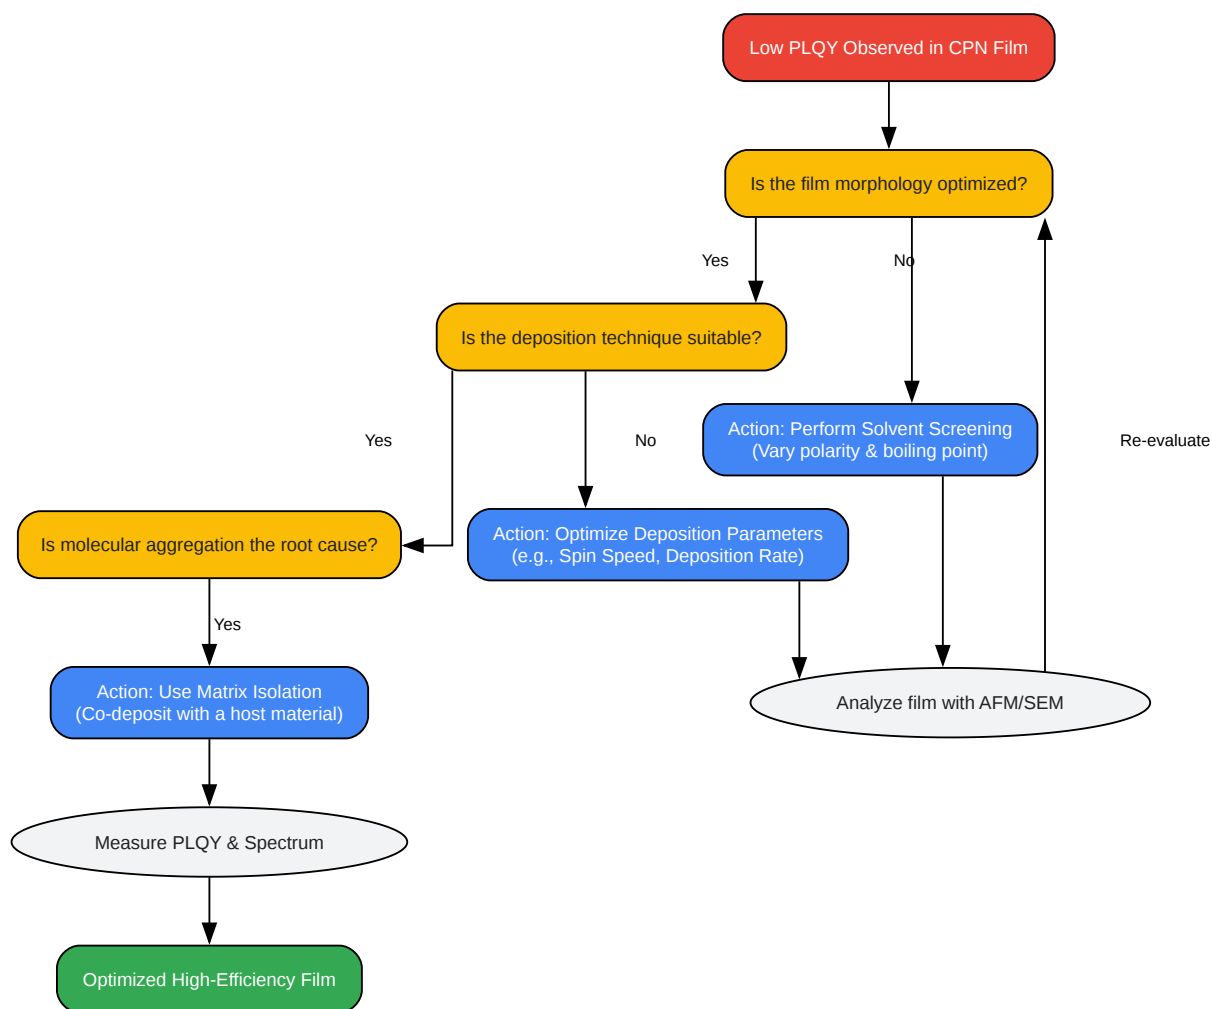 Low PLQY Observed in CPN Film
Is the film morphology optimized?
Yes
No
Is the deposition technique suitable?
Yes
No
Action: Perform Solvent Screening
(Vary polarity & boiling point)
Re-evaluate
Is molecular aggregation the root cause?
Action: Optimize Deposition Parameters
(e.g., Spin Speed, Deposition Rate)
Yes
Action: Use Matrix Isolation
(Co-deposit with a host material)
Analyze film with AFM/SEM
Measure PLQY & Spectrum
Optimized High-Efficiency Film